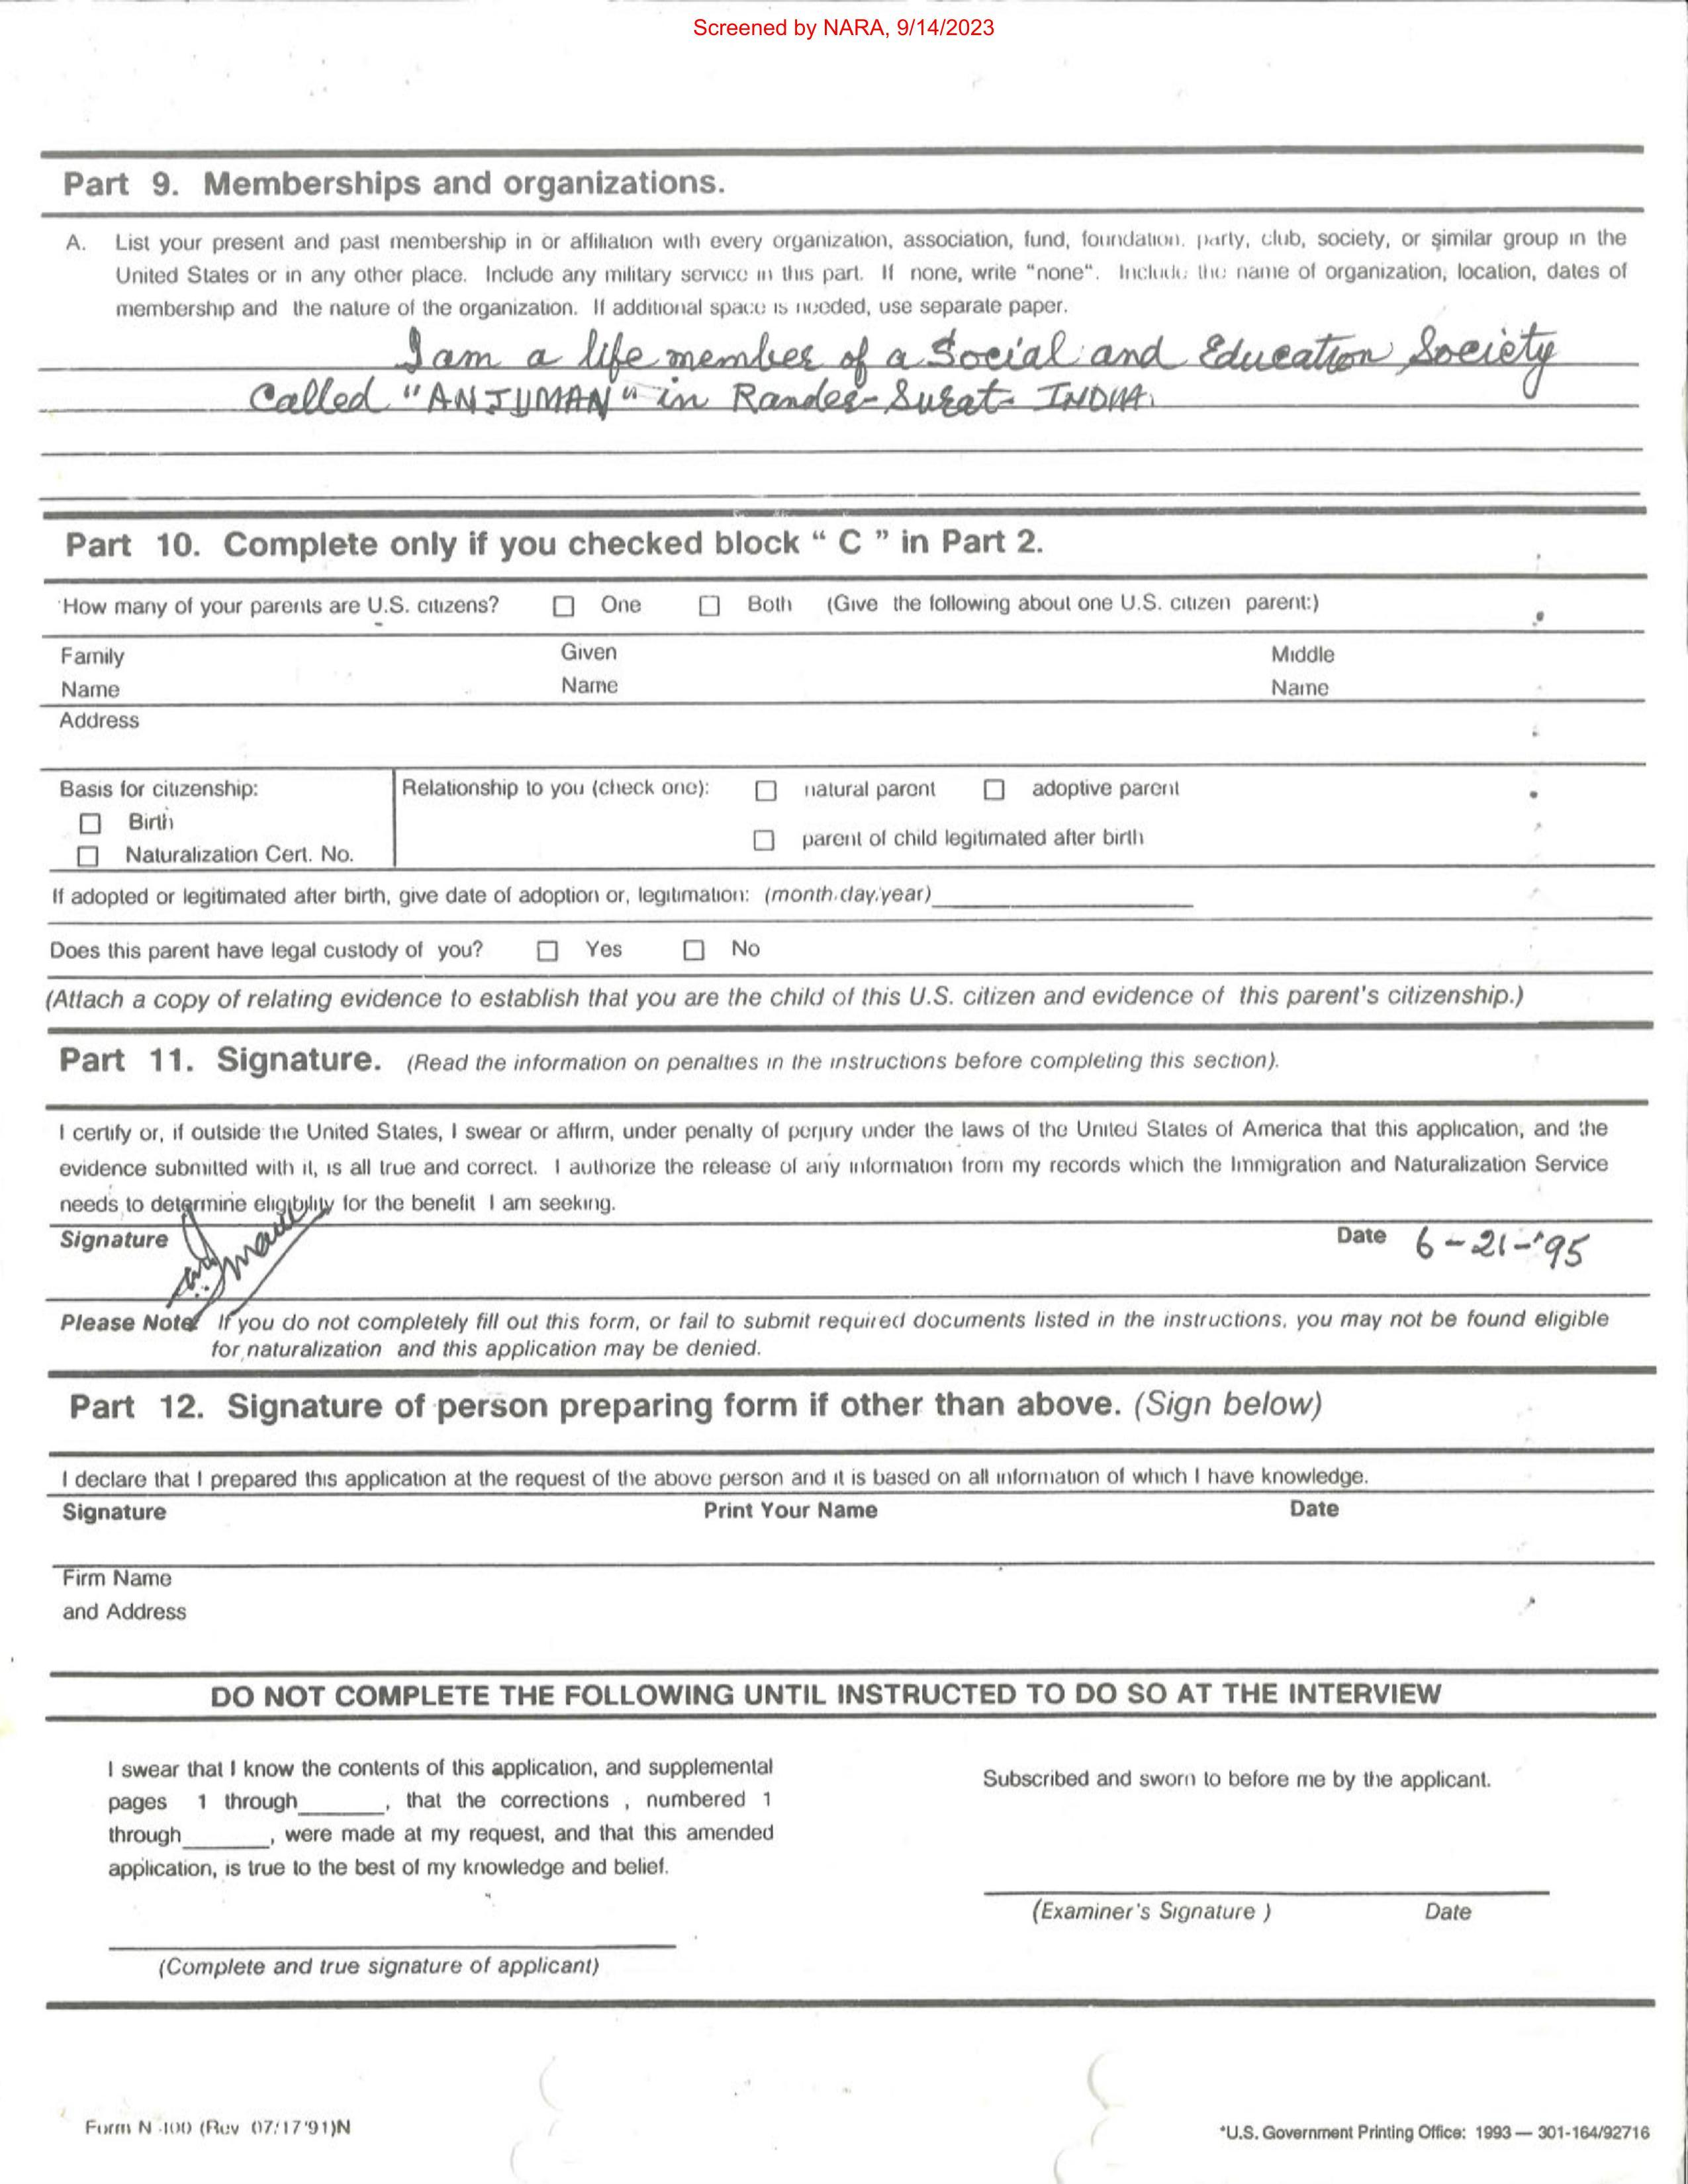 Screened by NARA, 9/14/2023
Part 9. Memberships and organizations.
A. List your present and past membership in or affiliation with every organization, association, fund, foundation, party, club, society, or similar group in the
United States or in any other place. Include any military service in this part. If none, write "none". Include the name of organization, location, dates of
membership and the nature of the organization. If additional space is needed, use separate paper.
I am a life member of a Social and Education Society
Called "ANJUMAN" in Rander-Surat- INDIA.
Part 10. Complete only if you checked block " C " in Part 2.
How many of your parents are U.S. citizens? ☐ One ☐ Both (Give the following about one U.S. citizen parent:)
Family Given Middle
Name Name Name
Address
Basis for citizenship: Relationship to you (check one): ☐ natural parent ☐ adoptive parent
☐ Birth
☐ parent of child legitimated after birth
☐ Naturalization Cert. No.
If adopted or legitimated after birth, give date of adoption or, legitimation: (month.day.year)
Does this parent have legal custody of you? ☐ Yes ☐ No
(Attach a copy of relating evidence to establish that you are the child of this U.S. citizen and evidence of this parent's citizenship.)
Part 11. Signature. (Read the information on penalties in the instructions before completing this section).
I certify or, if outside the United States, I swear or affirm, under penalty of perjury under the laws of the United States of America that this application, and the
evidence submitted with it, is all true and correct. I authorize the release of any information from my records which the Immigration and Naturalization Service
needs to determine eligibility for the benefit I am seeking.
Signature Date 6-21-'95
Please Note: If you do not completely fill out this form, or fail to submit required documents listed in the instructions, you may not be found eligible
for naturalization and this application may be denied.
Part 12. Signature of person preparing form if other than above. (Sign below)
I declare that I prepared this application at the request of the above person and it is based on all information of which I have knowledge.
Signature Print Your Name Date
Firm Name
and Address
DO NOT COMPLETE THE FOLLOWING UNTIL INSTRUCTED TO DO SO AT THE INTERVIEW
I swear that I know the contents of this application, and supplemental
pages 1 through______, that the corrections , numbered 1
through______, were made at my request, and that this amended
application, is true to the best of my knowledge and belief.
(Complete and true signature of applicant)
Subscribed and sworn to before me by the applicant.
(Examiner's Signature ) Date
Form N-400 (Rev 07/17/91)N
*U.S. Government Printing Office: 1993 — 301-164/92716